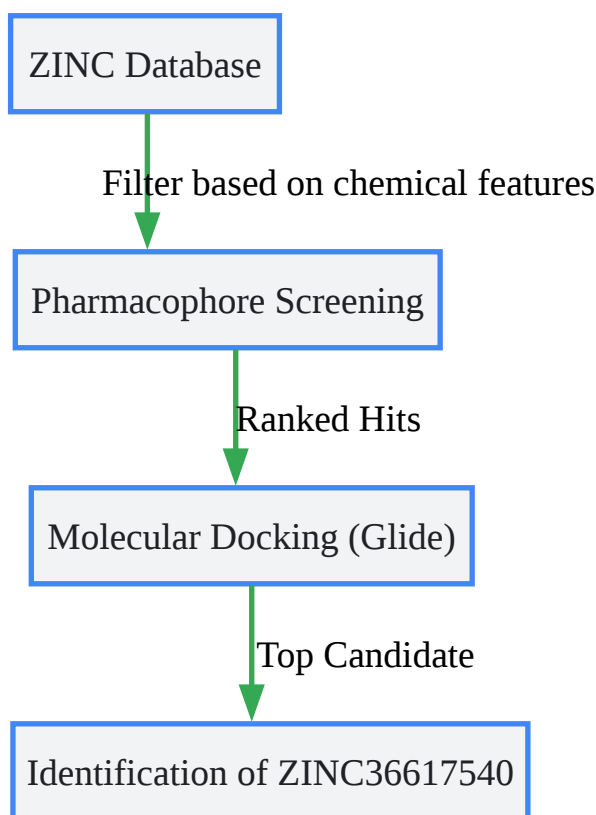 ZINC Database
Filter based on chemical features
Pharmacophore Screening
Ranked Hits
Molecular Docking (Glide)
Top Candidate
Identification of ZINC36617540